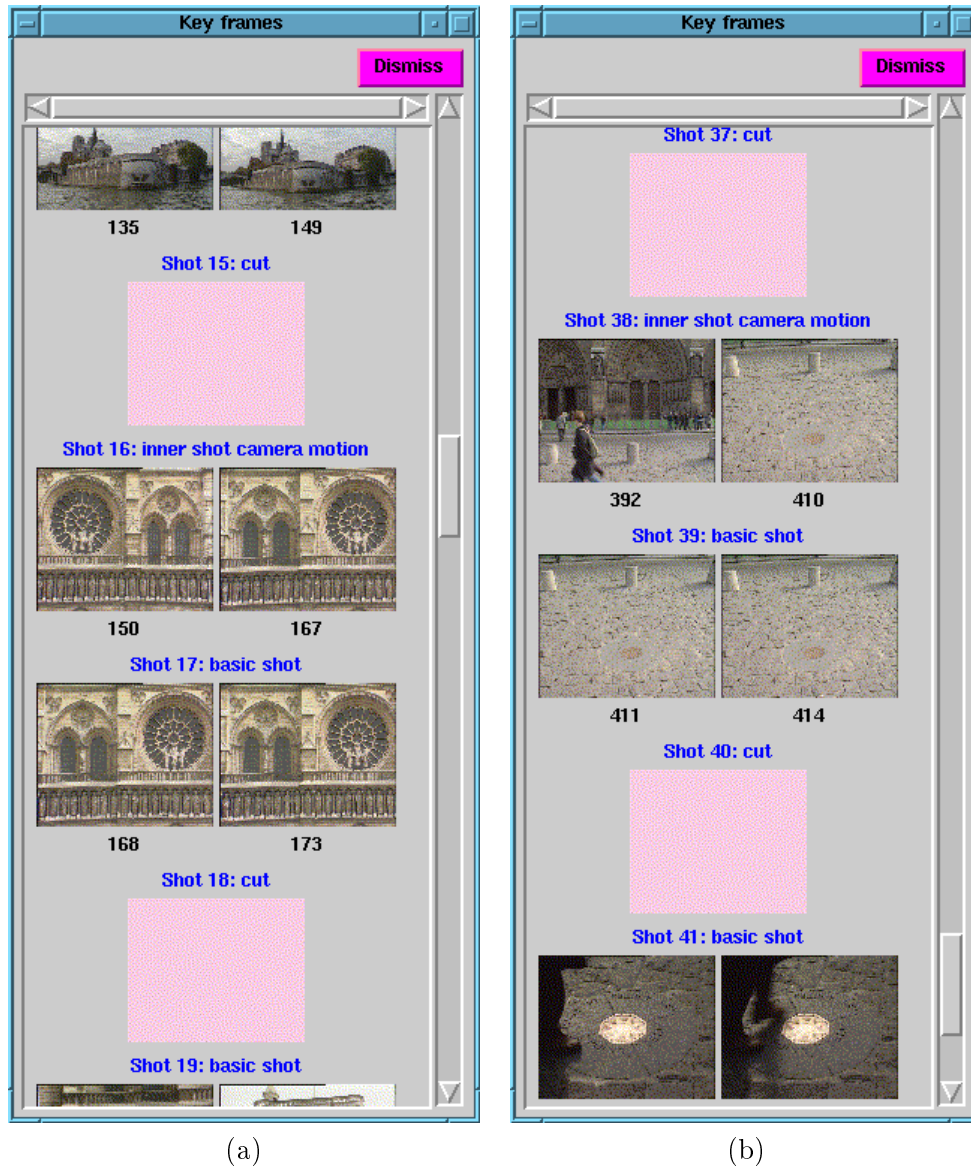 Key frames
Dismiss
135 149
Shot 15: cut
Shot 16: inner shot camera motion
150 167
Shot 17: basic shot
168 173
Shot 18: cut
Shot 19: basic shot
(a)
Key frames
Dismiss
Shot 37: cut
Shot 38: inner shot camera motion
392 410
Shot 39: basic shot
411 414
Shot 40: cut
Shot 41: basic shot
(b)